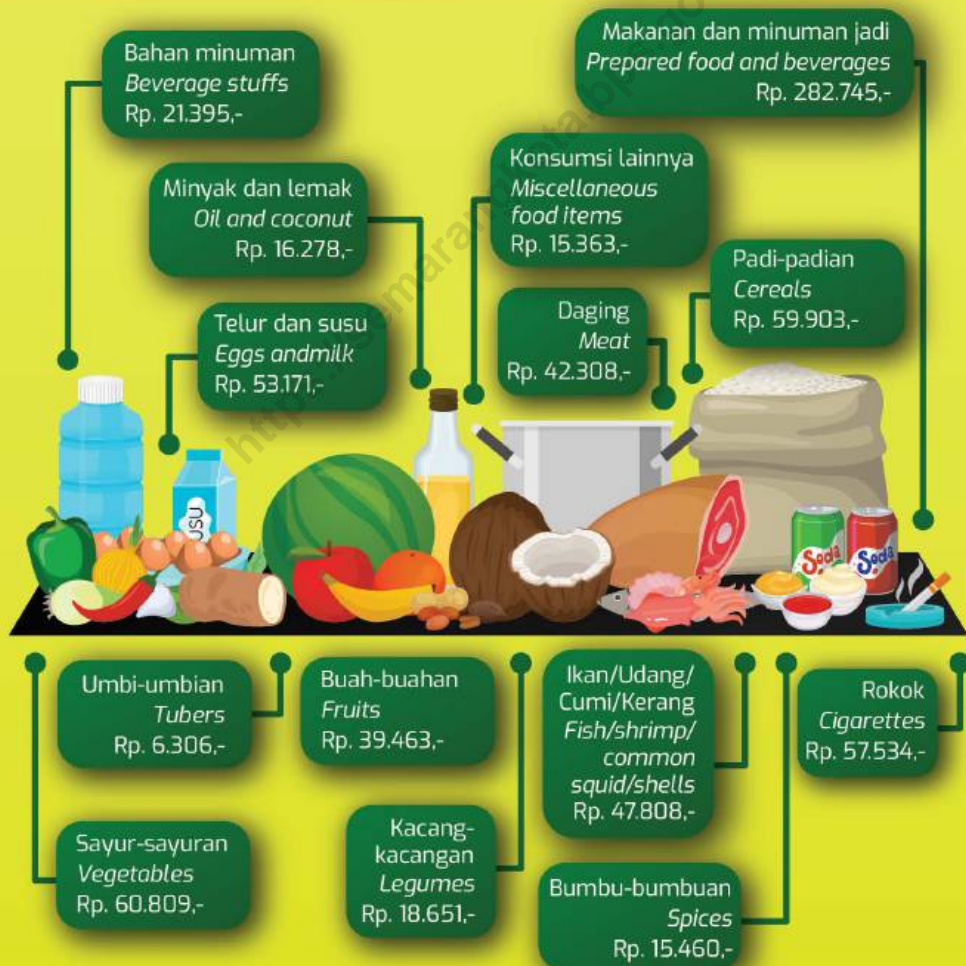 Bahan minuman
Beverage stuffs
Rp. 21.395,-
Makanan dan minuman jadi
Prepared food and beverages
Rp. 282.745,-
Minyak dan lemak
Oil and coconut
Rp. 16.278,-
Konsumsi lainnya
Miscellaneous
food items
Rp. 15.363,-
Padi-padian
Cereals
Rp. 59.903,-
Telur dan susu
Eggs andmilk
Rp. 53.171,-
Daging
Meat
Rp. 42.308,-
SUSU
Soda
Soda
Umbi-umbian
Tubers
Rp. 6.306,-
Buah-buahan
Fruits
Rp. 39.463,-
Ikan/Udang/
Cumi/Kerang
Fish/shrimp/
common
squid/shells
Rp. 47.808,-
Rokok
Cigarettes
Rp. 57.534,-
Sayur-sayuran
Vegetables
Rp. 60.809,-
Kacang-
kacangan
Legumes
Rp. 18.651,-
Bumbu-bumbuan
Spices
Rp. 15.460,-